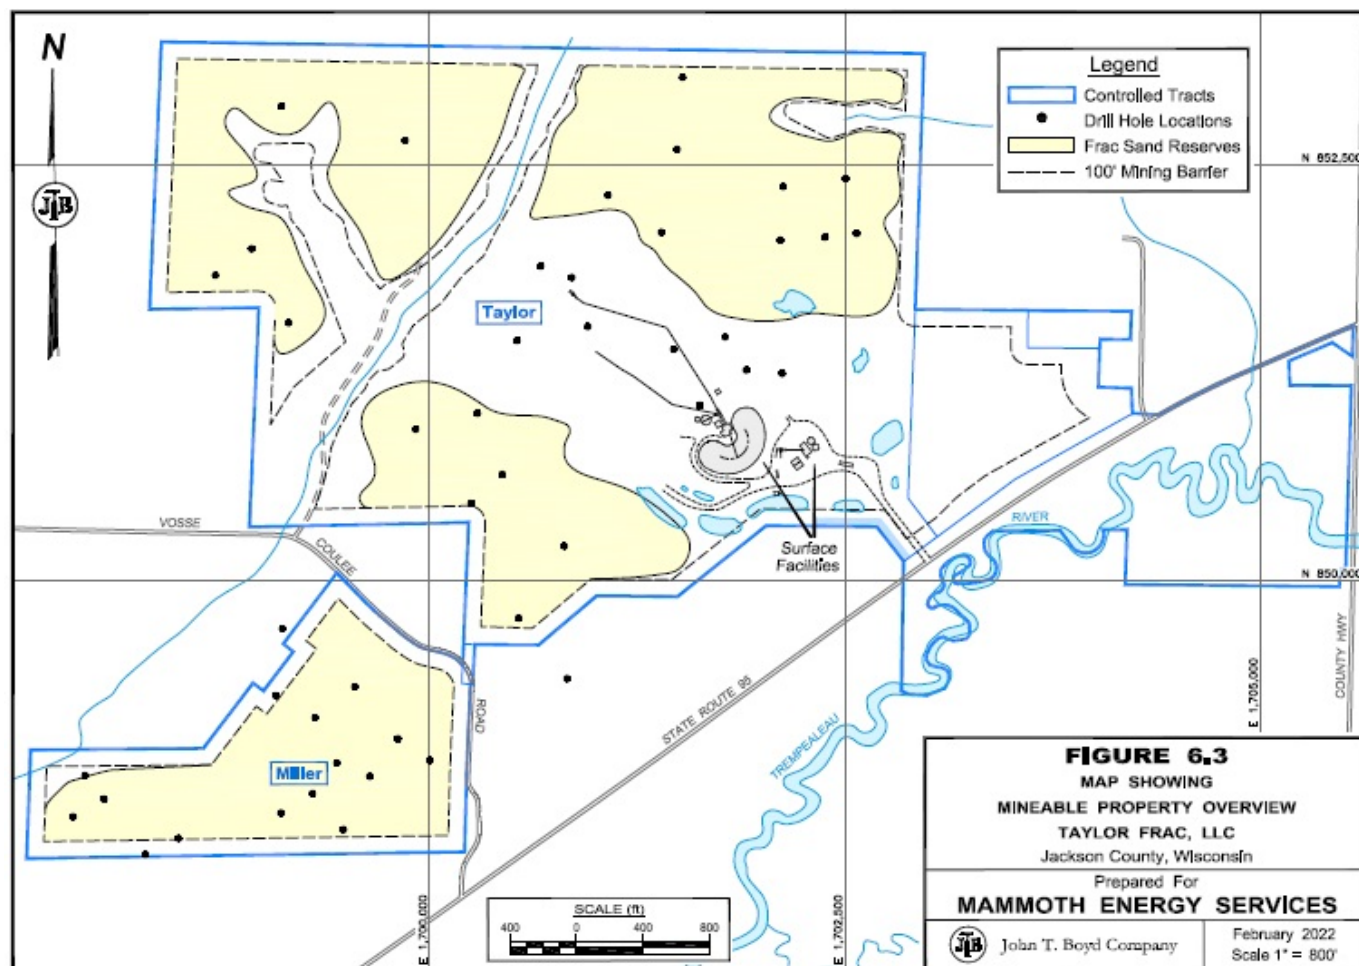 N
JTB
Legend
Controlled Tracts
Drill Hole Locations
Frac Sand Reserves
100' Mining Barrier
N 852,500
Taylor
VOSSE
COULEE
ROAD
Surface
Facilities
RIVER
N 850,000
COUNTY HWY
E 1,705,000
STATE ROUTE 95
TREMPEALEAU
Miller
E 1,700,000
E 1,702,500
SCALE (ft)
400 0 400 800
FIGURE 6.3
MAP SHOWING
MINEABLE PROPERTY OVERVIEW
TAYLOR FRAC, LLC
Jackson County, Wisconsin
Prepared For
MAMMOTH ENERGY SERVICES
JTB John T. Boyd Company
February 2022
Scale 1" = 800'